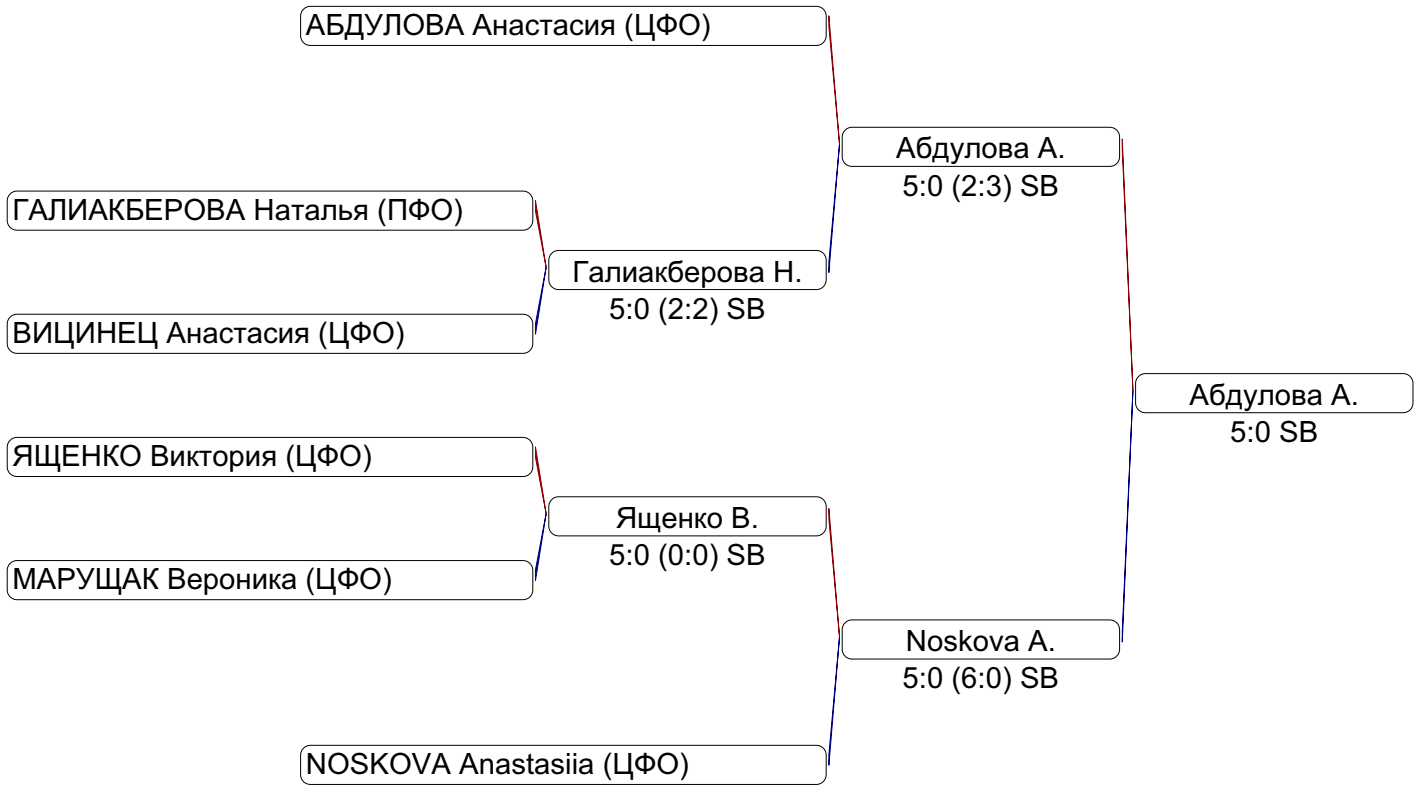 АБДУЛОВА Анастасия (ЦФО)
Абдулова А.
5:0 (2:3) SB
ГАЛИАКБЕРОВА Наталья (ПФО)
Галиакберова Н.
5:0 (2:2) SB
ВИЦИНЕЦ Анастасия (ЦФО)
Абдулова А.
5:0 SB
ЯЩЕНКО Виктория (ЦФО)
Ященко В.
5:0 (0:0) SB
МАРУЩАК Вероника (ЦФО)
Noskova A.
5:0 (6:0) SB
NOSKOVA Anastasiia (ЦФО)